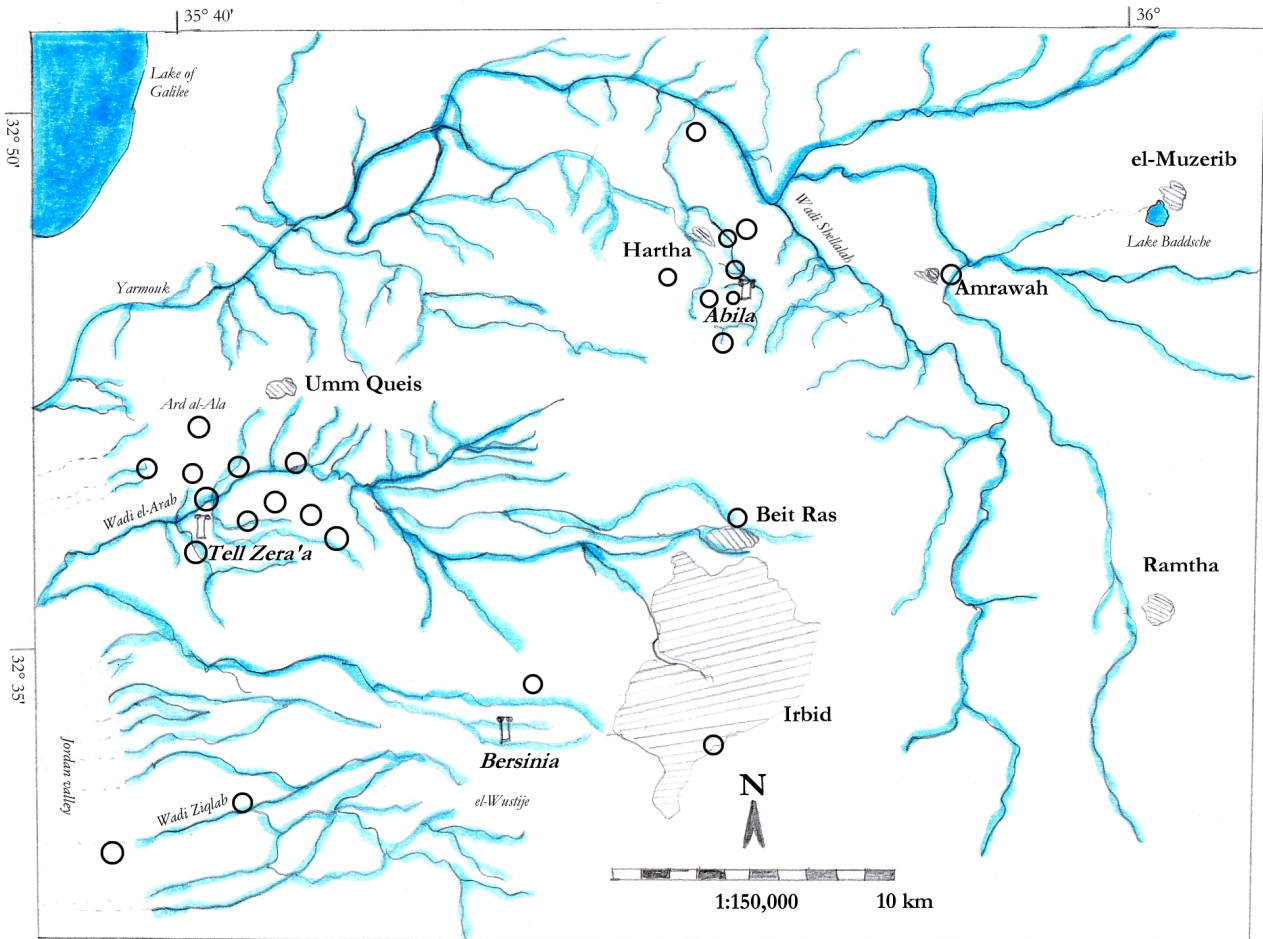 35° 40'
36°
Lake of
Galilee
32° 50'
el-Muzerib
Wadi Shellalah
Hartha
Lake Baddsche
Yarmouk
Amrawah
Abila
Umm Queis
Ard al-Ala
Wadi el-Arab
Beit Ras
Tell Zera'a
Ramtha
32° 35'
Irbid
Jordan valley
Bersinia
N
el-Wustije
Wadi Ziqlab
1:150,000
10 km